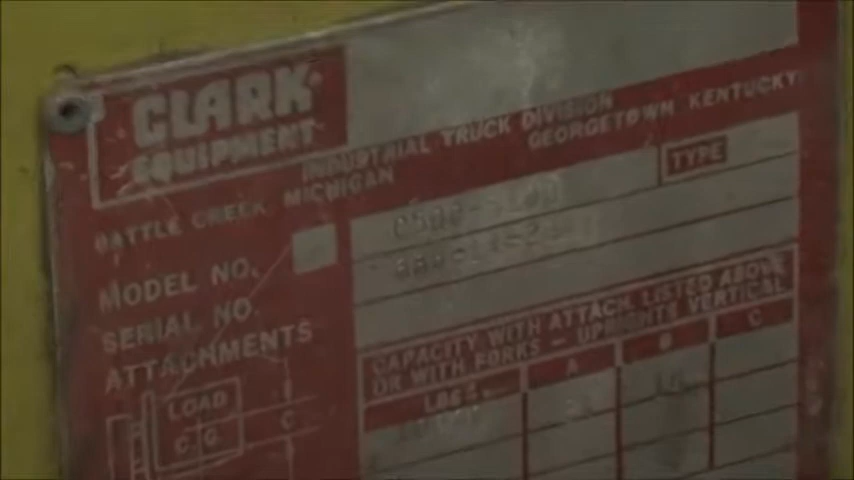 CLARK
EQUIPMENT
INDUSTRIAL TRUCK DIVISION
BATTLE CREEK MICHIGAN GEORGETOWN KENTUCKY
TYPE
MODEL NO.
SERIAL NO.
ATTACHMENTS
CAPACITY WITH ATTACH. LISTED ABOVE
OR WITH FORKS - UPRIGHTS VERTICAL
LBS. A B C
LOAD
C.G.
C